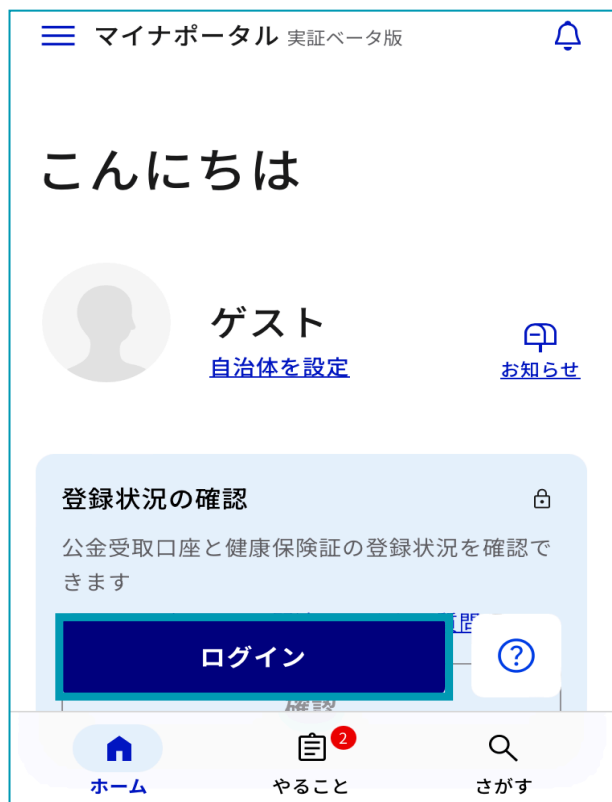 マイナポータル 実証ベータ版
こんにちは
ゲスト
自治体を設定
お知らせ
登録状況の確認
公金受取口座と健康保険証の登録状況を確認で
きます
ログイン
確認
2
ホーム
やること
さがす